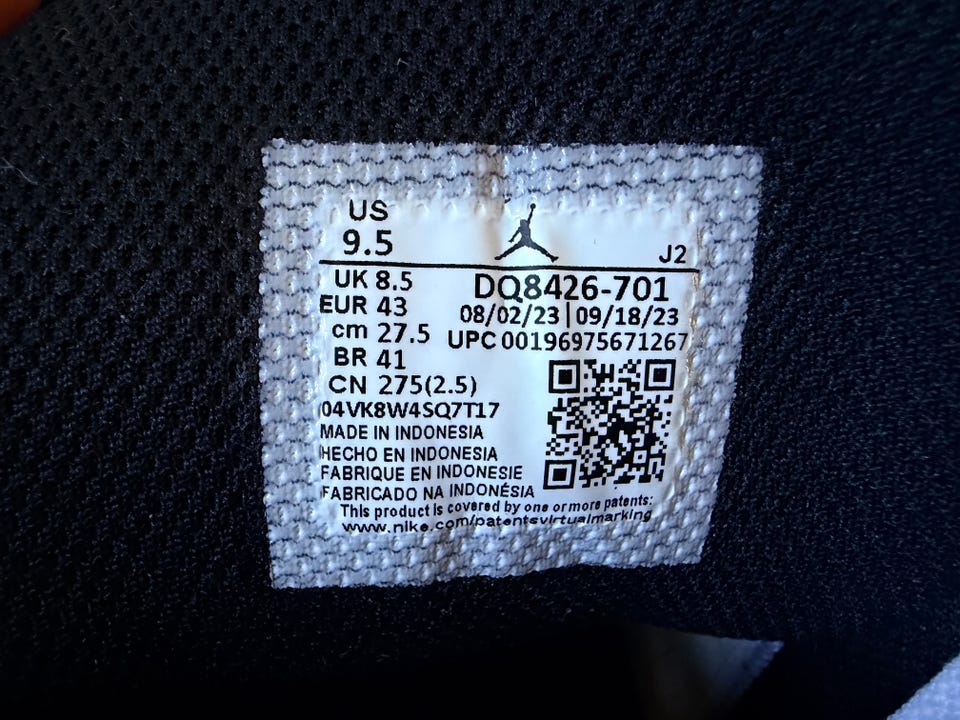 US
9.5
J2
UK 8.5
EUR 43
cm 27.5
BR 41
CN 275(2.5)
DQ8426-701
08/02/23|09/18/23
UPC 00196975671267
04VK8W4SQ7T17
MADE IN INDONESIA
HECHO EN INDONESIA
FABRIQUE EN INDONESIE
FABRICADO NA INDONÉSIA
This product is covered by one or more patents:
www.nike.com/patentsvirtualmarking